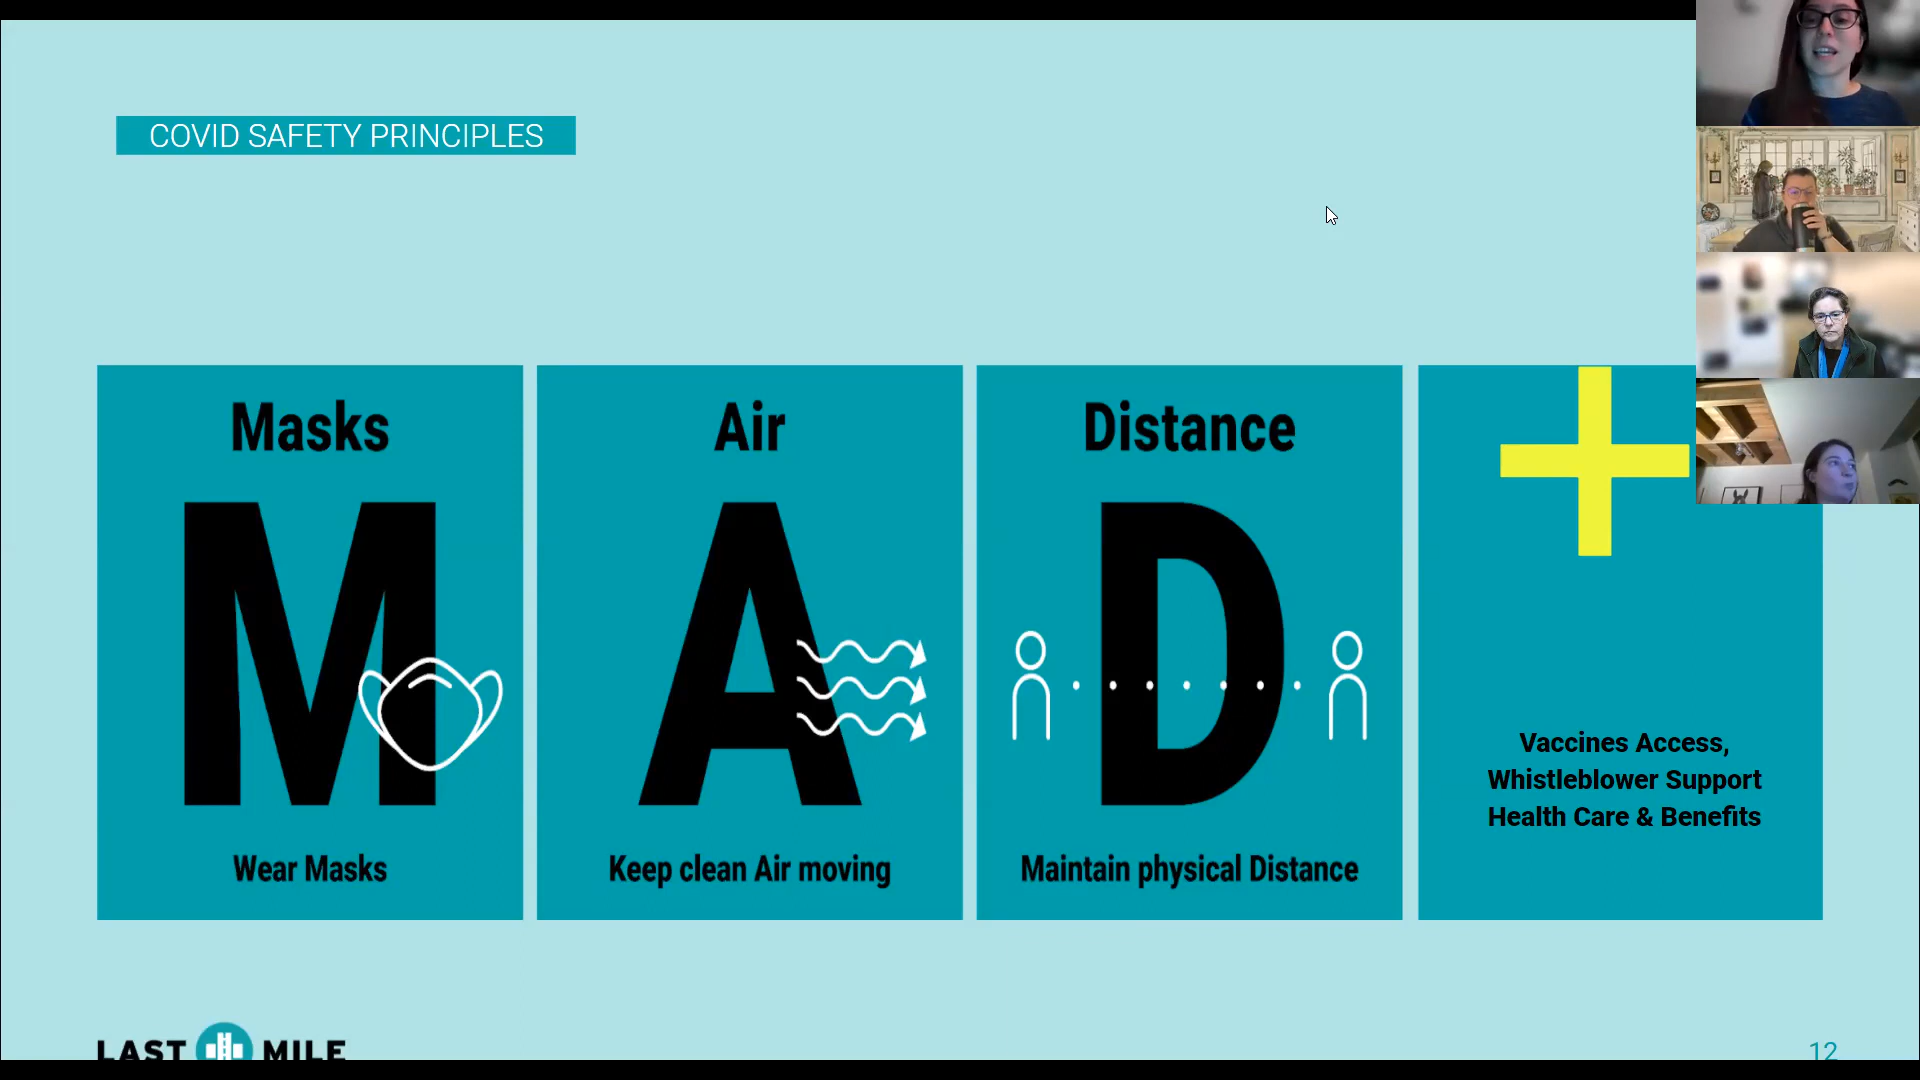 COVID SAFETY PRINCIPLES
Masks
M
Wear Masks
Air
A
Keep clean Air moving
Distance
D
Maintain physical Distance
Vaccines Access,
Whistleblower Support
Health Care & Benefits
LAST MILE
12